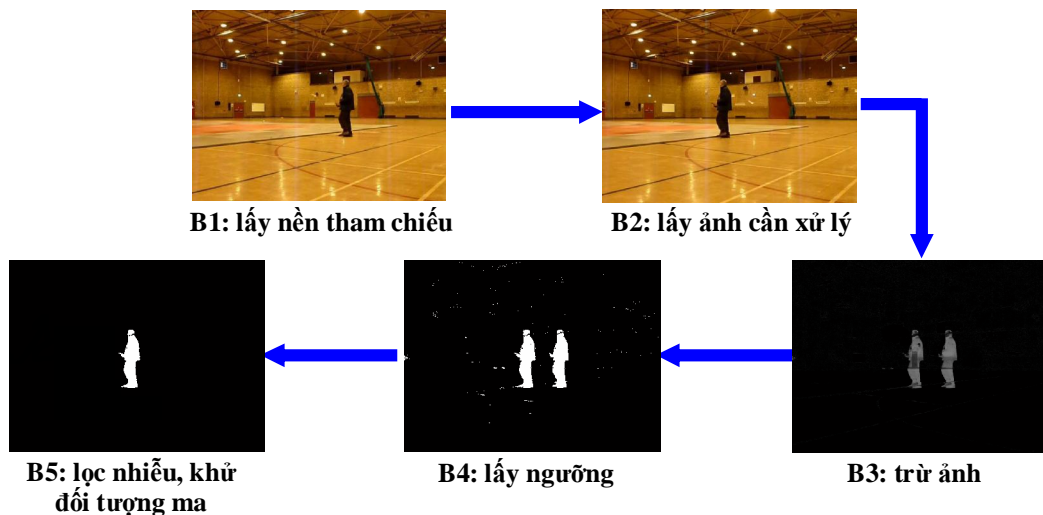 B1: lấy nền tham chiếu
B2: lấy ảnh cần xử lý
B3: trừ ảnh
B4: lấy ngưỡng
B5: lọc nhiễu, khử
đối tượng ma